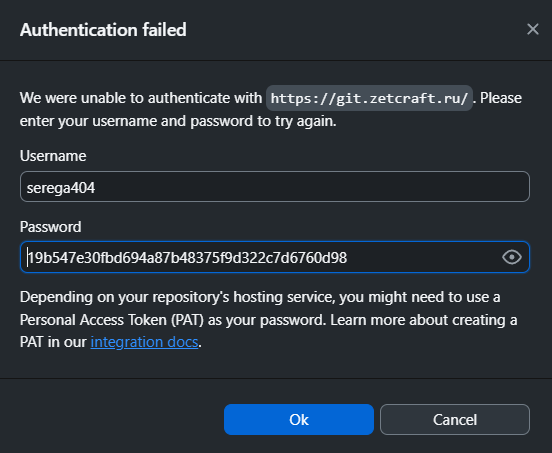 Authentication failed
We were unable to authenticate with https://git.zetcraft.ru/. Please
enter your username and password to try again.
Username
serega404
Password
19b547e30fbd694a87b48375f9d322c7d6760d98
Depending on your repository's hosting service, you might need to use a
Personal Access Token (PAT) as your password. Learn more about creating a
PAT in our integration docs.
Ok
Cancel